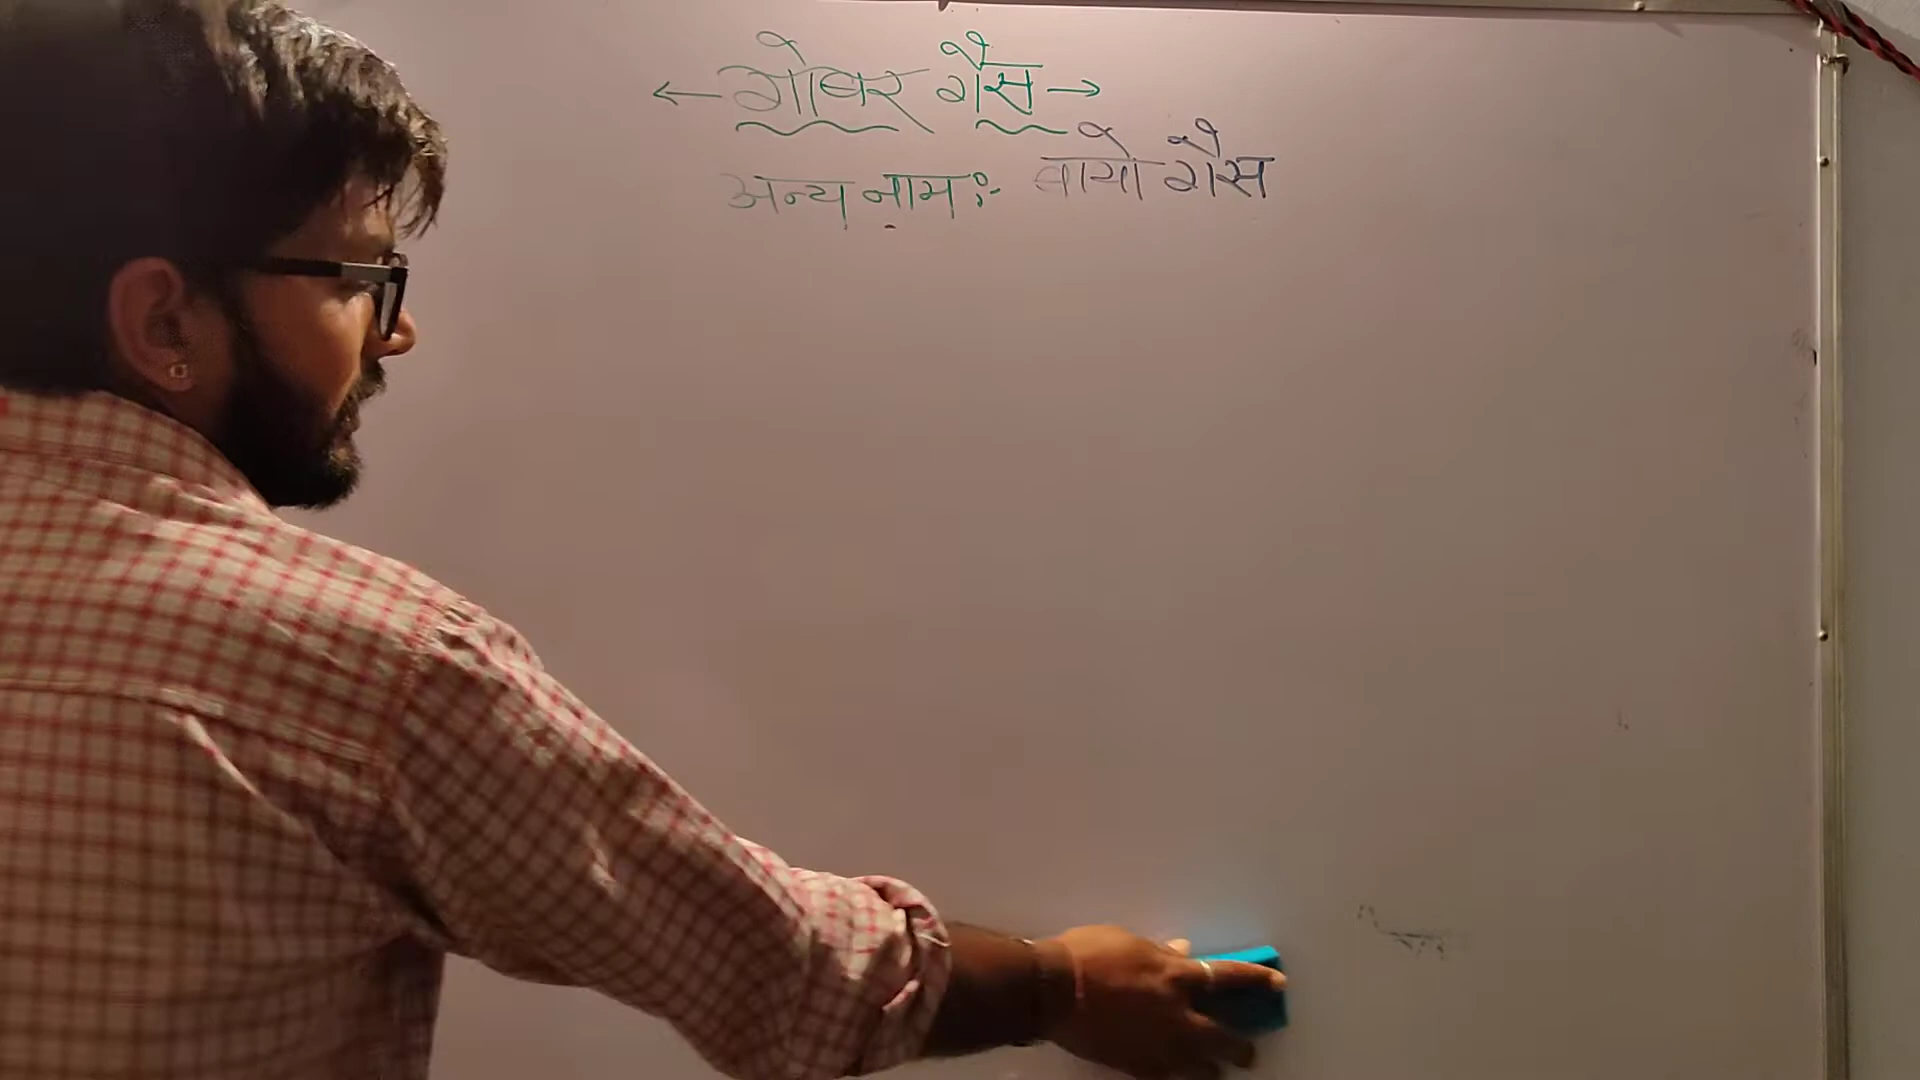 ← गोबर गैस →
अन्य नाम :- बायो गैस